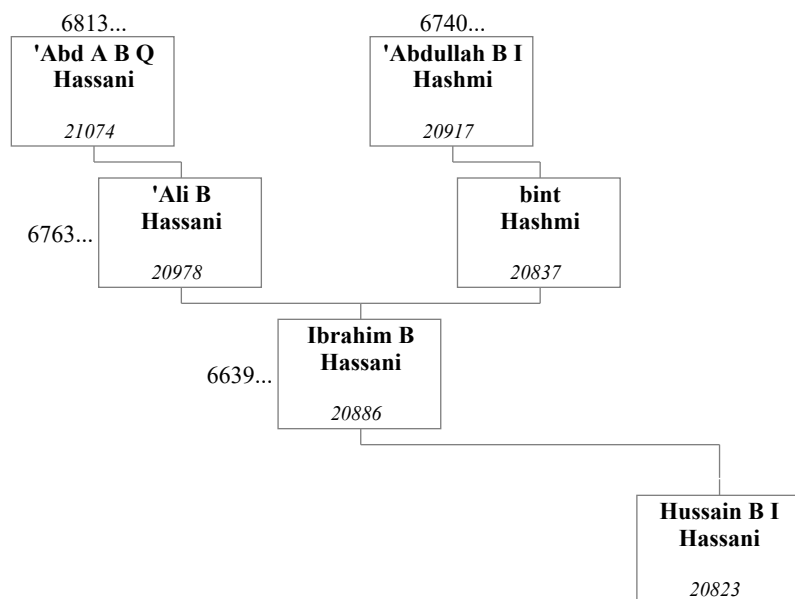 6813...
'Abd A B Q
Hassani
21074
6740...
'Abdullah B I
Hashmi
20917
6763...
'Ali B
Hassani
20978
bint
Hashmi
20837
6639...
Ibrahim B
Hassani
20886
Hussain B I
Hassani
20823